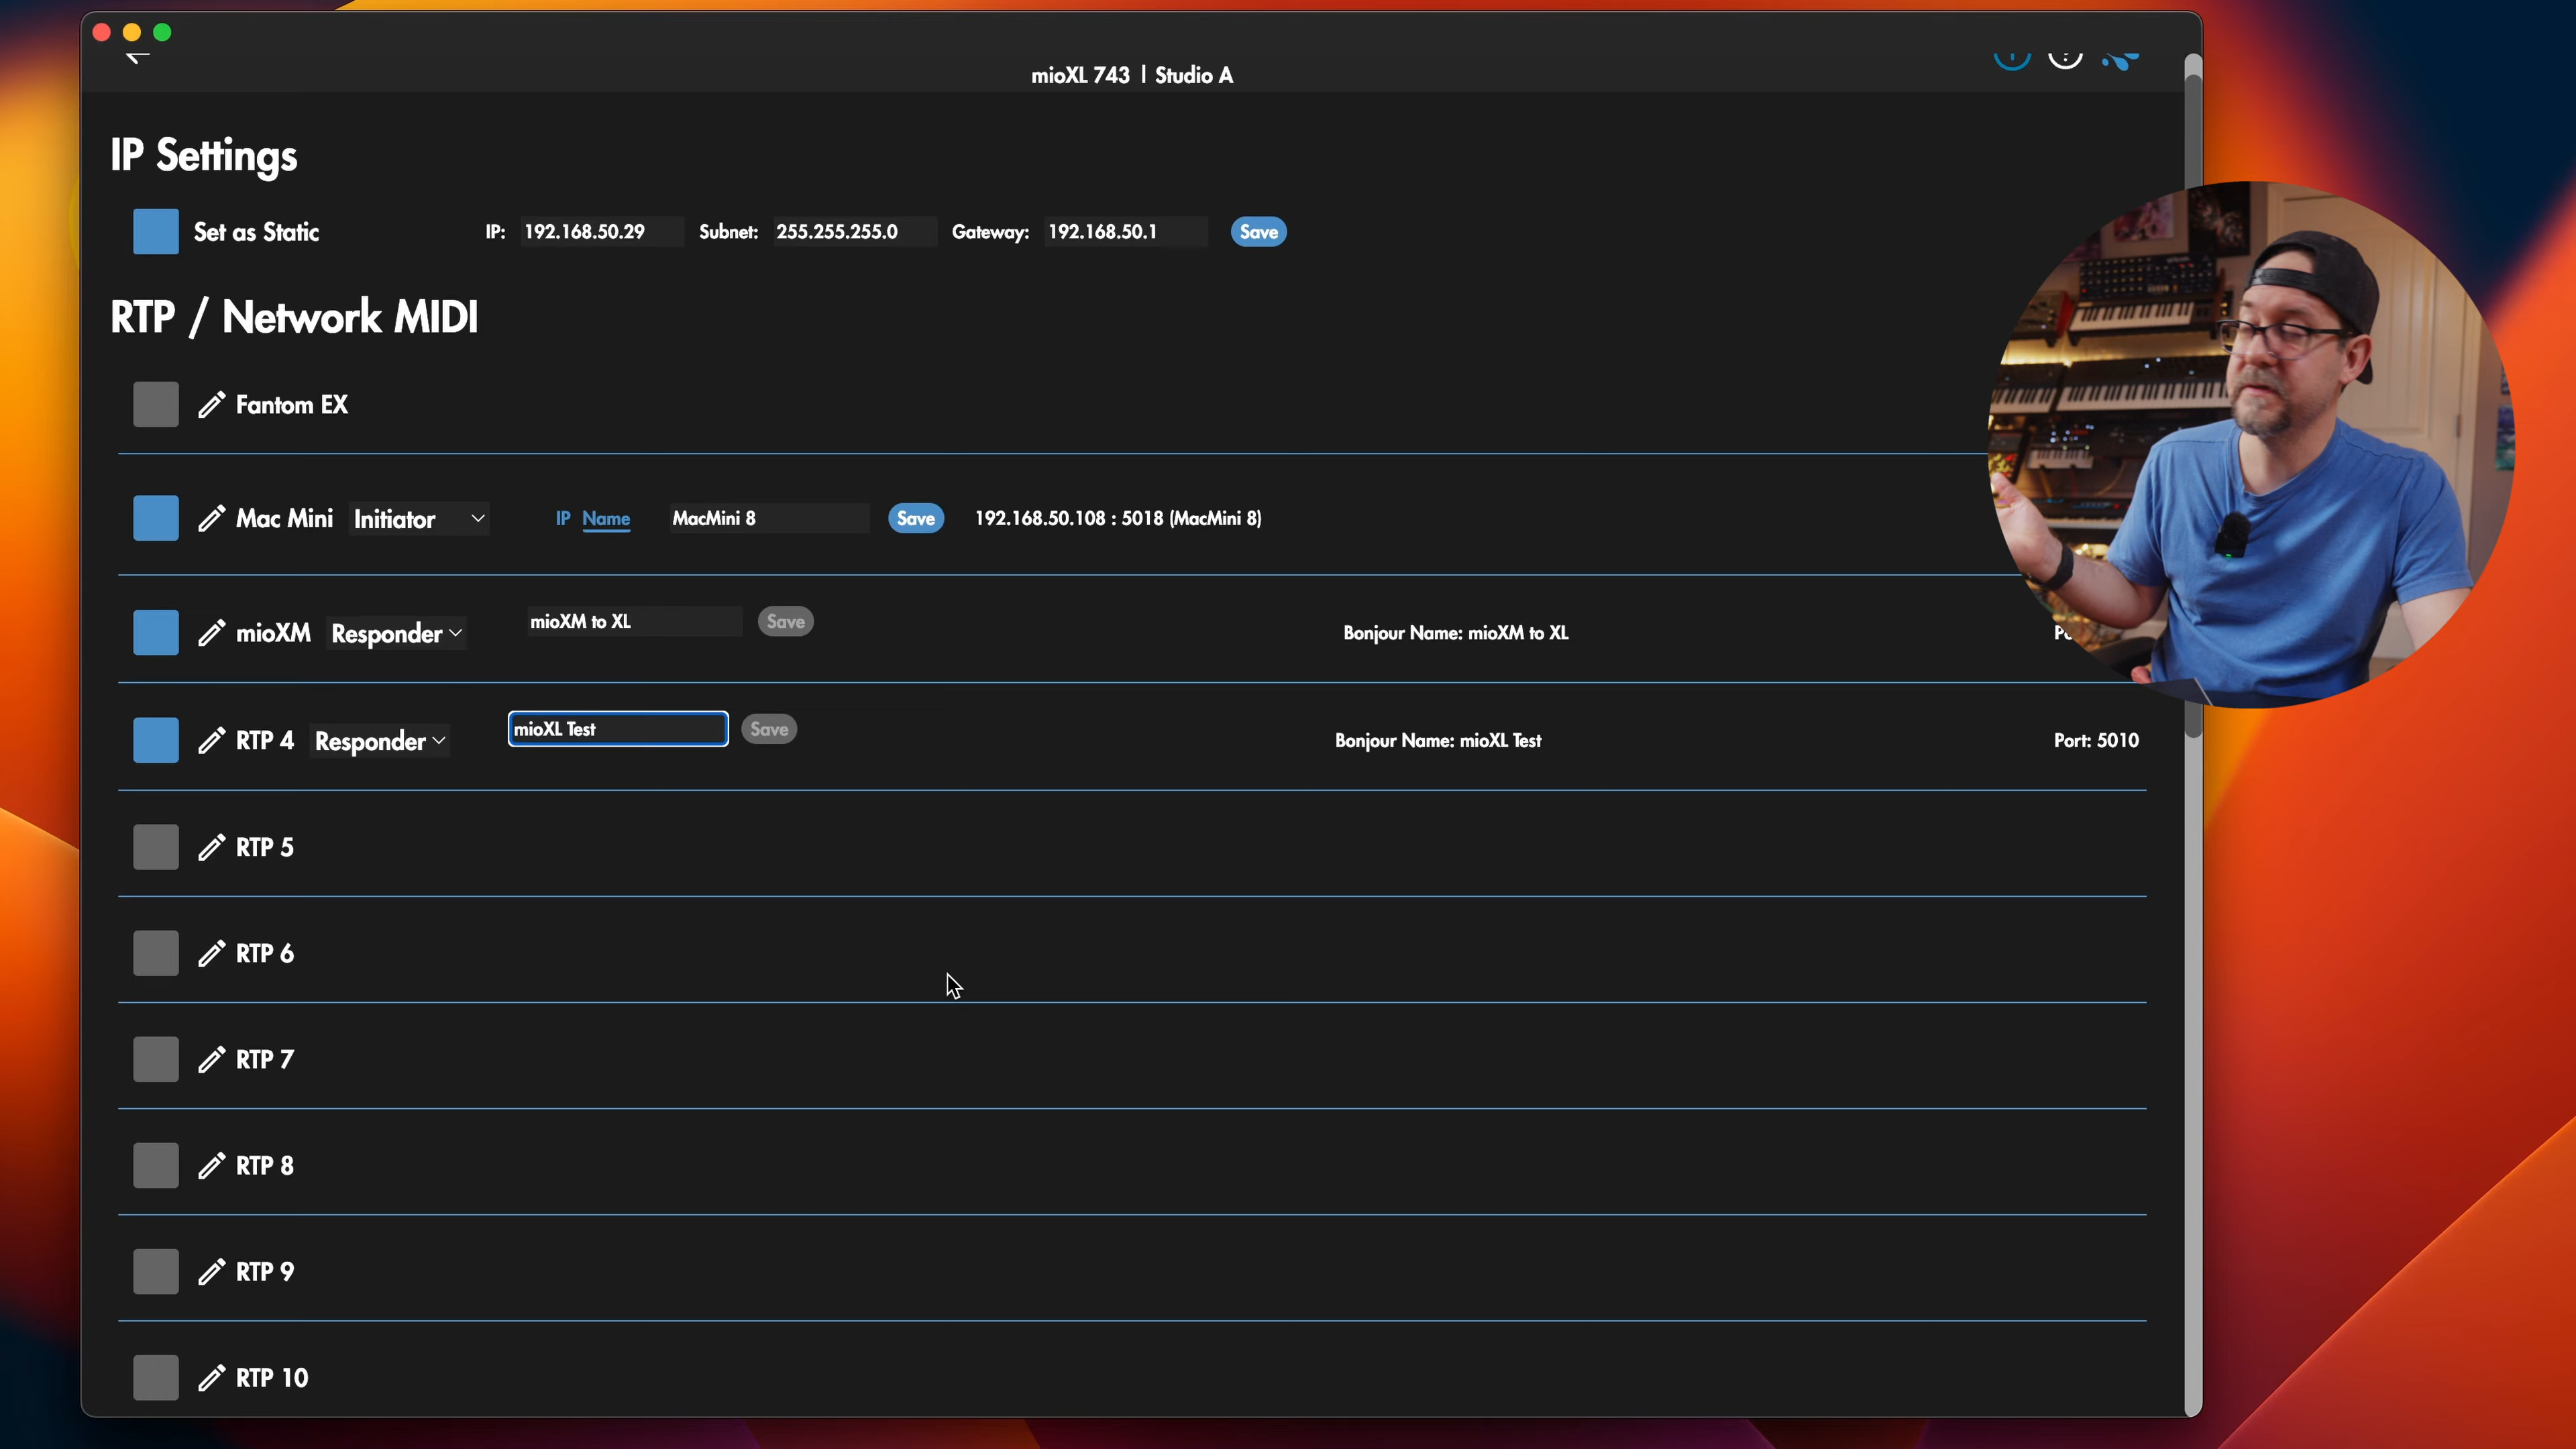 mioXL 743 | Studio A
IP Settings
Set as Static IP: 192.168.50.29 Subnet: 255.255.255.0 Gateway: 192.168.50.1 Save
RTP / Network MIDI
Fantom EX
Mac Mini Initiator IP Name MacMini 8 Save 192.168.50.108 : 5018 (MacMini 8)
mioXM Responder mioXM to XL Save Bonjour Name: mioXM to XL
RTP 4 Responder mioXL Test Save Bonjour Name: mioXL Test Port: 5010
RTP 5
RTP 6
RTP 7
RTP 8
RTP 9
RTP 10